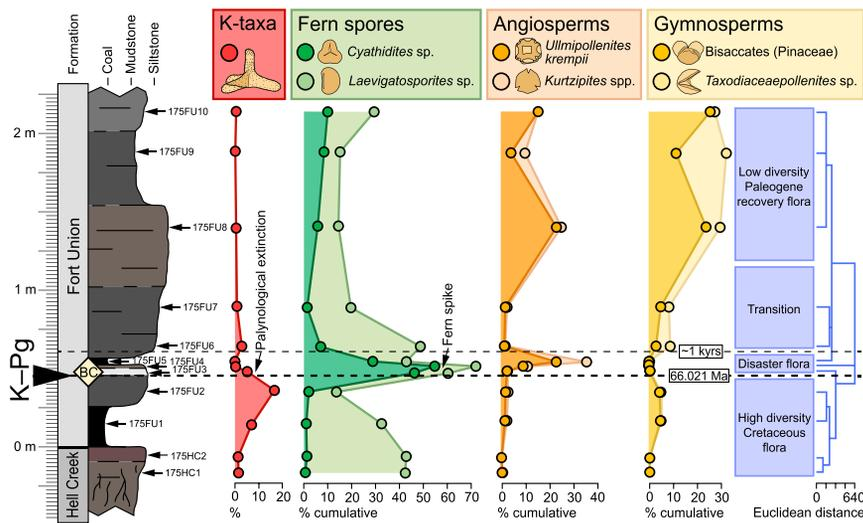 Formation
Coal
Mudstone
Siltstone
K-taxa
Fern spores
Cyathidites sp.
Laevigatosporites sp.
Angiosperms
Ullmipollenites
krempii
Kurtzipites spp.
Gymnosperms
Bisaccates (Pinaceae)
Taxodiaceaepollenites sp.
2 m
1 m
0 m
K–Pg
BC
Fort Union
Hell Creek
175FU10
175FU9
175FU8
175FU7
175FU6
175FU5
175FU4
175FU3
175FU2
175FU1
175HC2
175HC1
Palynological extinction
Fern spike
~1 kyrs
66.021 Ma
Low diversity
Paleogene
recovery flora
Transition
Disaster flora
High diversity
Cretaceous
flora
0 10 20
%
0 10 20 30 40 50 60 70
% cumulative
0 10 20 30 40
% cumulative
0 10 20 30
% cumulative
0 640
Euclidean distance